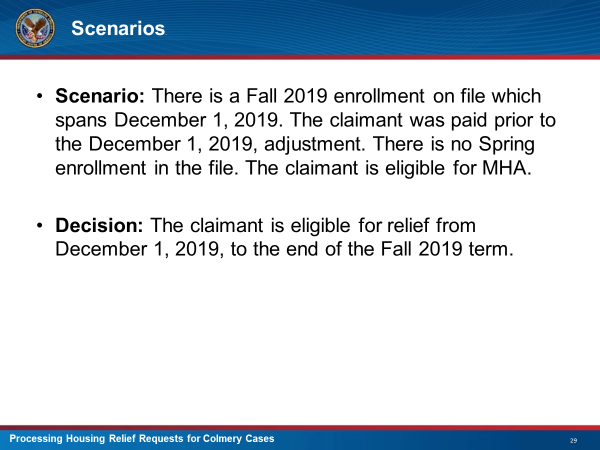 Scenarios
• Scenario: There is a Fall 2019 enrollment on file which
spans December 1, 2019. The claimant was paid prior to
the December 1, 2019, adjustment. There is no Spring
enrollment in the file. The claimant is eligible for MHA.
• Decision: The claimant is eligible for relief from
December 1, 2019, to the end of the Fall 2019 term.
Processing Housing Relief Requests for Colmery Cases
29